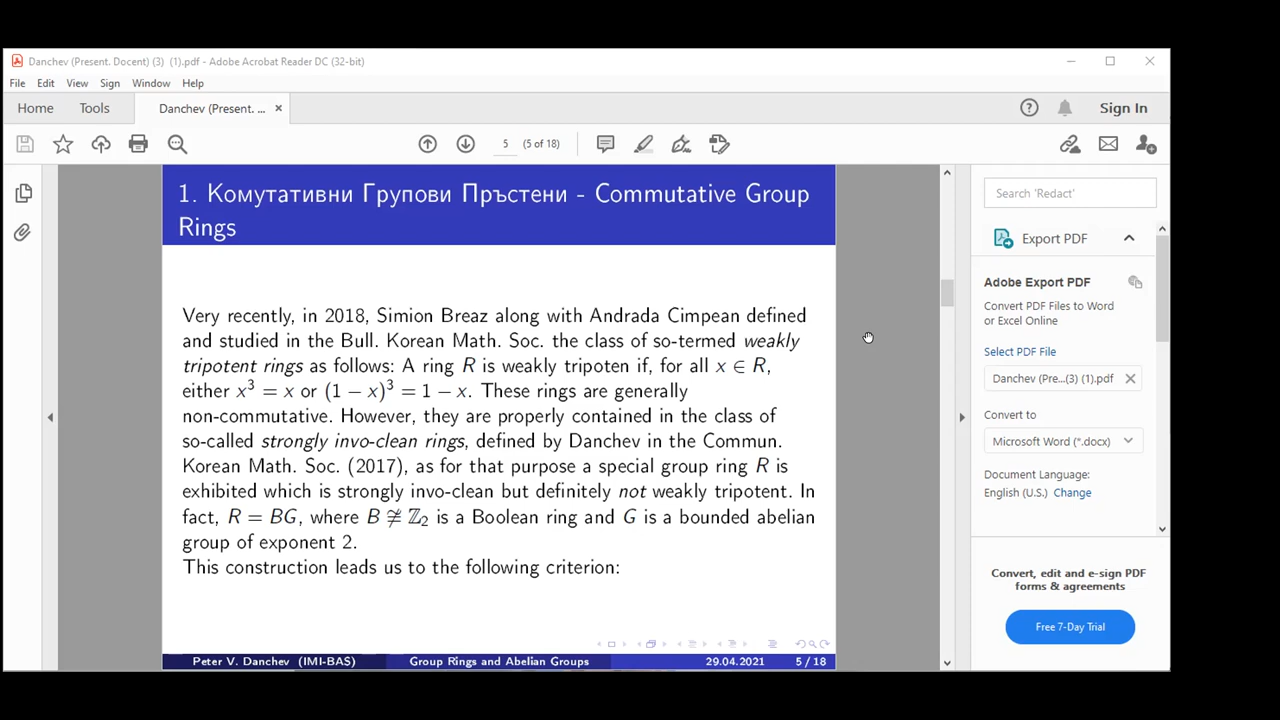 Danchev (Present. Docent) (3) (1).pdf - Adobe Acrobat Reader DC (32-bit)
File Edit View Sign Window Help
Home Tools Danchev (Present. ... × Sign In
5 (5 of 18)
1. Комутативни Групови Пръстени - Commutative Group
Rings
Very recently, in 2018, Simion Breaz along with Andrada Cimpean defined
and studied in the Bull. Korean Math. Soc. the class of so-termed weakly
tripotent rings as follows: A ring R is weakly tripoten if, for all x ∈ R,
either x³ = x or (1 − x)³ = 1 − x. These rings are generally
non-commutative. However, they are properly contained in the class of
so-called strongly invo-clean rings, defined by Danchev in the Commun.
Korean Math. Soc. (2017), as for that purpose a special group ring R is
exhibited which is strongly invo-clean but definitely not weakly tripotent. In
fact, R = BG, where B ≇ ℤ₂ is a Boolean ring and G is a bounded abelian
group of exponent 2.
This construction leads us to the following criterion:
Peter V. Danchev (IMI-BAS) Group Rings and Abelian Groups 29.04.2021 5 / 18
Search 'Redact'
Export PDF
Adobe Export PDF
Convert PDF Files to Word
or Excel Online
Select PDF File
Danchev (Pre...(3) (1).pdf ×
Convert to
Microsoft Word (*.docx)
Document Language:
English (U.S.) Change
Convert, edit and e-sign PDF
forms & agreements
Free 7-Day Trial